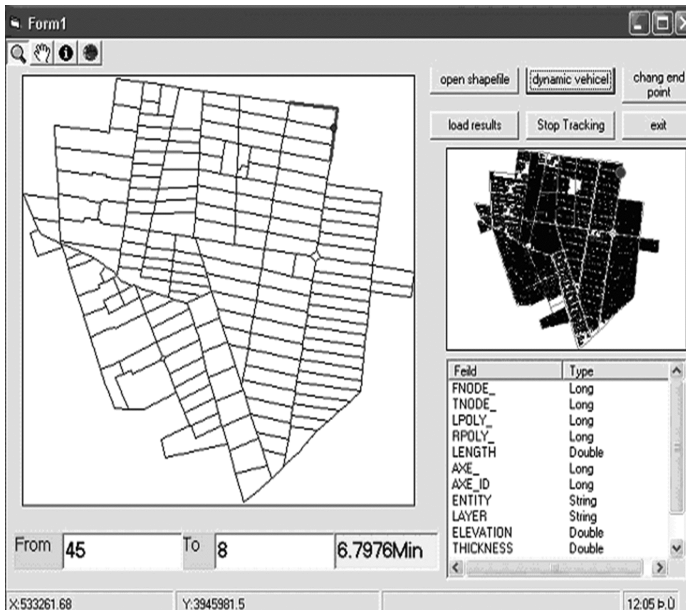 Form1
open shapefile
dynamic vehicel
chang end
point
load results
Stop Tracking
exit
Feild Type
FNODE_ Long
TNODE_ Long
LPOLY_ Long
RPOLY_ Long
LENGTH Double
AXE_ Long
AXE_ID Long
ENTITY String
LAYER String
ELEVATION Double
THICKNESS Double
From 45 To 8 6.7976Min
X:533261.68 Y:3945981.5 12:05 Þ.Ù